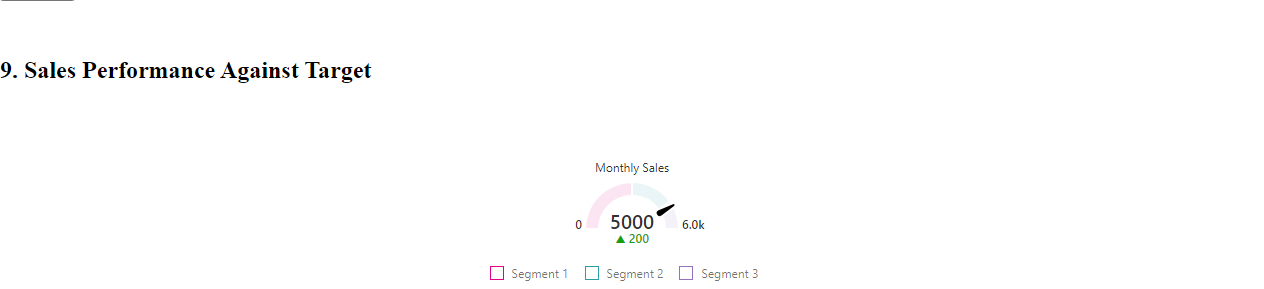 9. Sales Performance Against Target
Monthly Sales
0 5000 6.0k
▲ 200
Segment 1 Segment 2 Segment 3